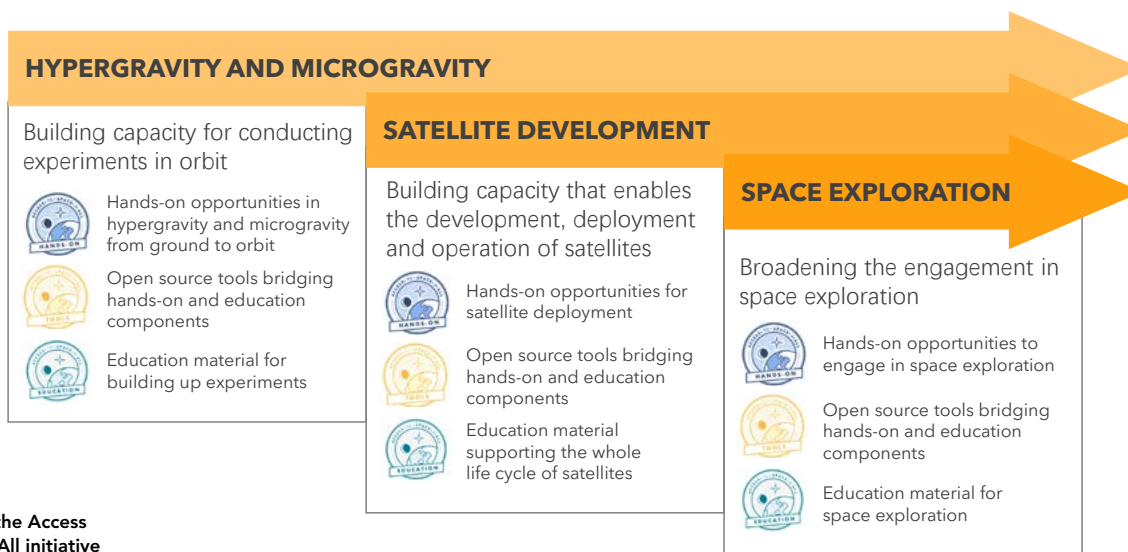 HYPERGRAVITY AND MICROGRAVITY
Building capacity for conducting
experiments in orbit
HANDS-ON
Hands-on opportunities in
hypergravity and microgravity
from ground to orbit
TOOLS
Open source tools bridging
hands-on and education
components
EDUCATION
Education material for
building up experiments
SATELLITE DEVELOPMENT
Building capacity that enables
the development, deployment
and operation of satellites
HANDS-ON
Hands-on opportunities for
satellite deployment
TOOLS
Open source tools bridging
hands-on and education
components
EDUCATION
Education material
supporting the whole
life cycle of satellites
SPACE EXPLORATION
Broadening the engagement in
space exploration
HANDS-ON
Hands-on opportunities to
engage in space exploration
TOOLS
Open source tools bridging
hands-on and education
components
EDUCATION
Education material for
space exploration
the Access
All initiative